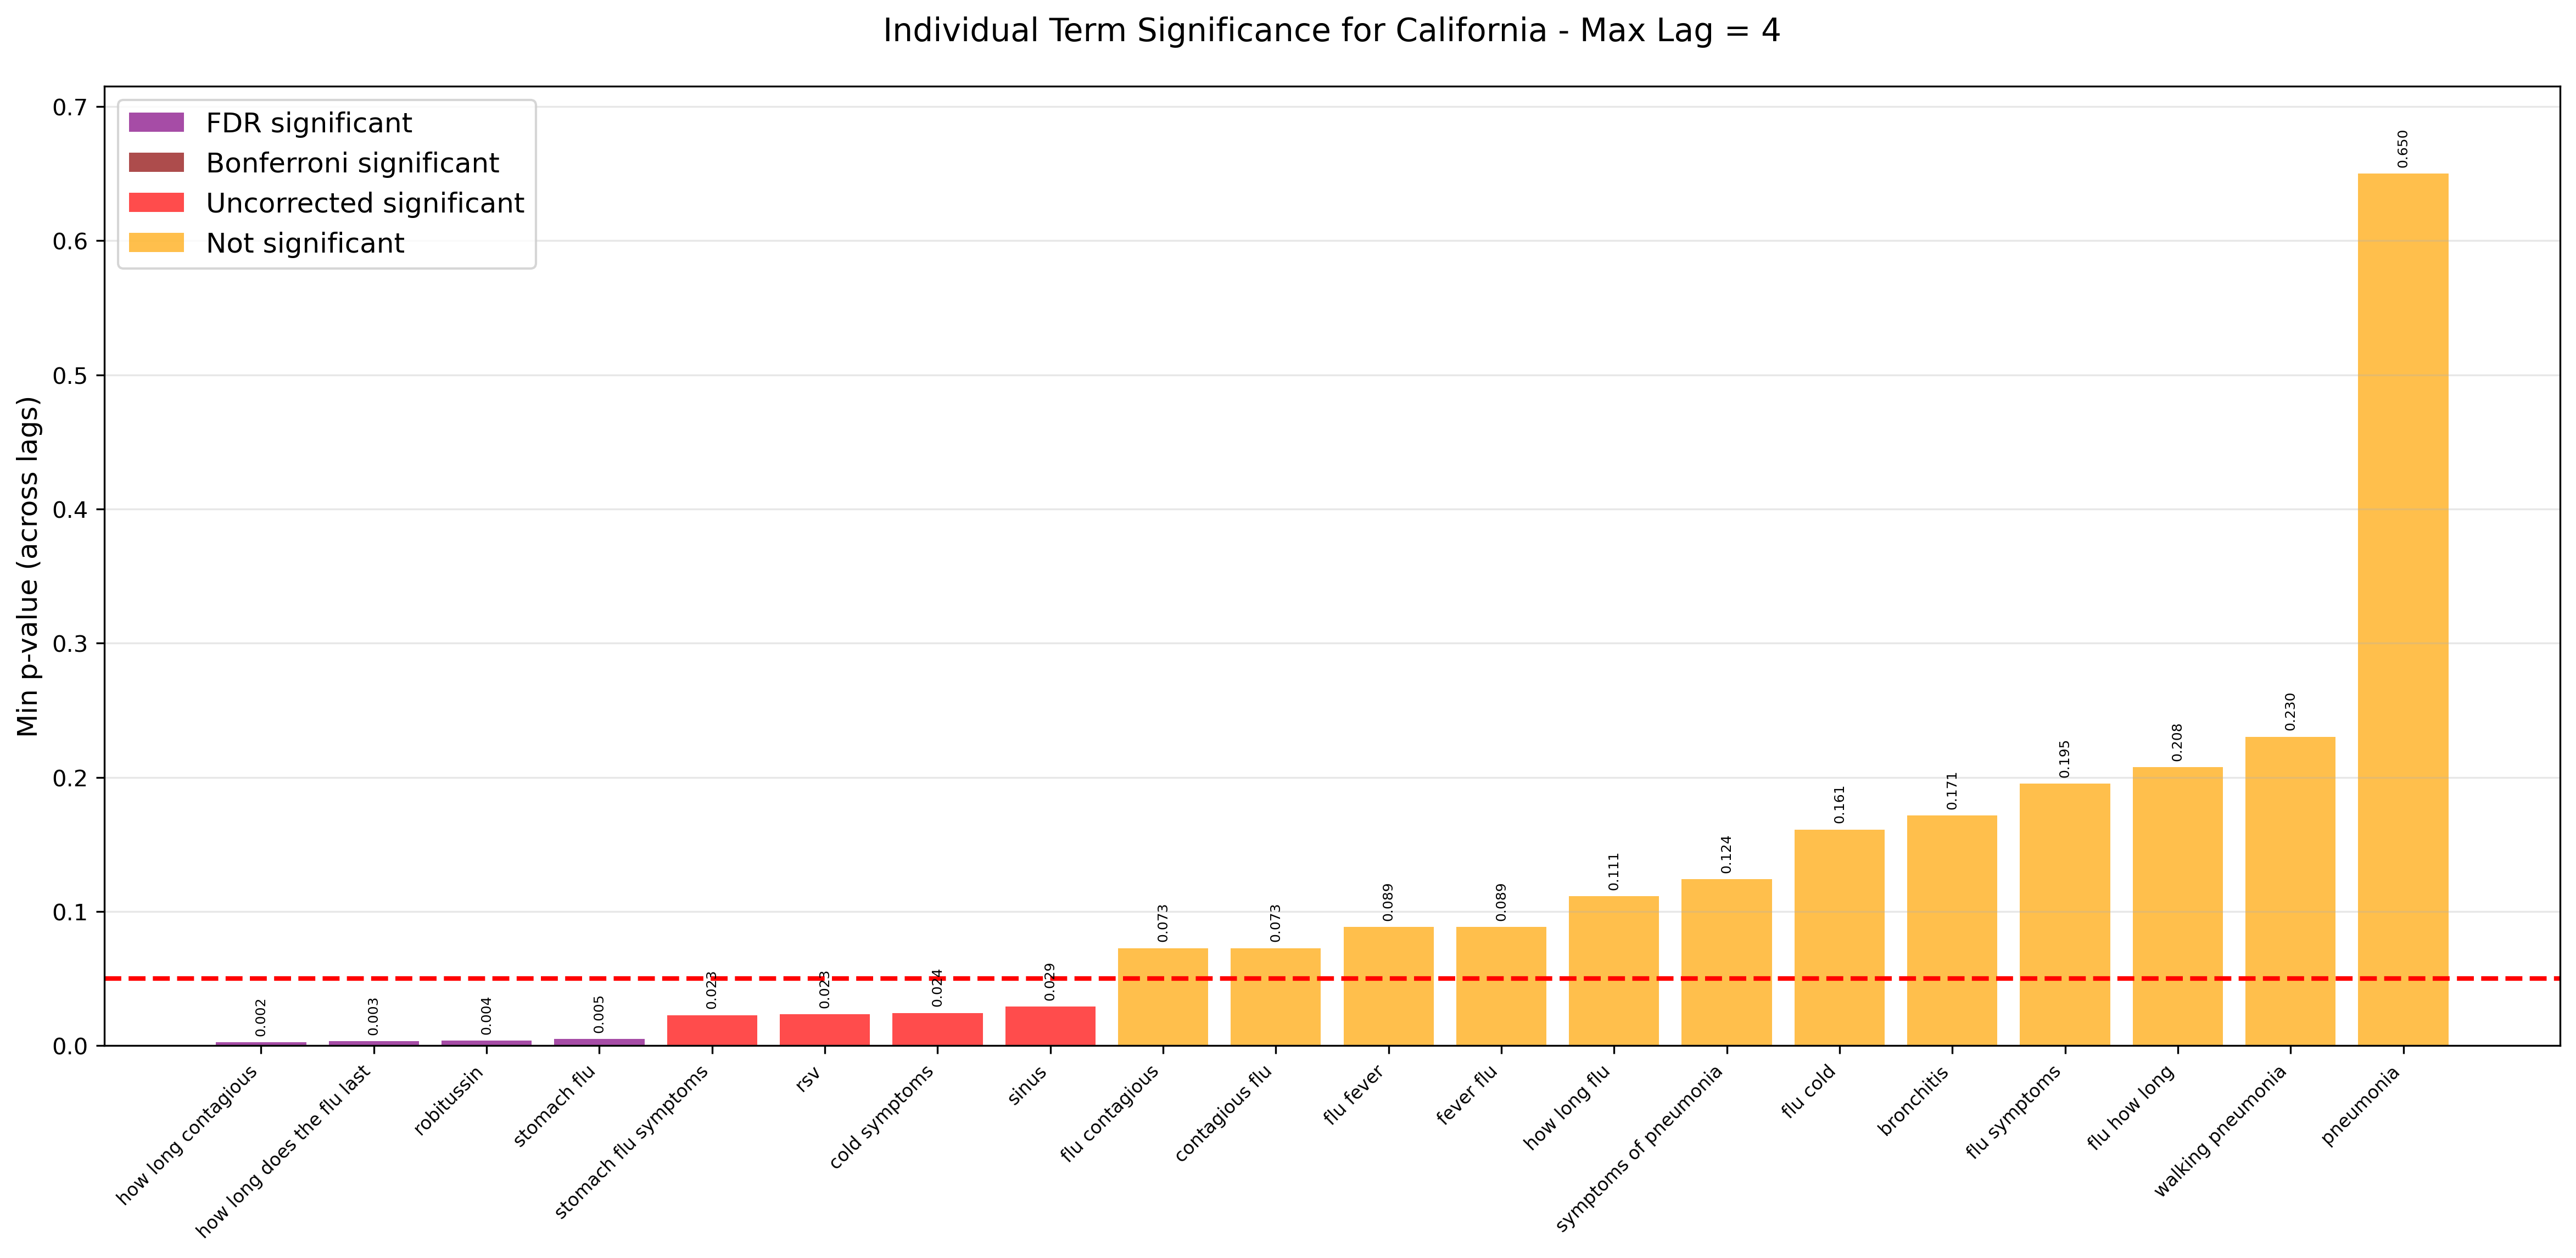 Individual Term Significance for California - Max Lag = 4
Min p-value (across lags)
0.7
0.6
0.5
0.4
0.3
0.2
0.1
0.0
FDR significant
Bonferroni significant
Uncorrected significant
Not significant
0.002
0.003
0.004
0.005
0.023
0.023
0.024
0.029
0.073
0.073
0.089
0.089
0.111
0.124
0.161
0.171
0.195
0.208
0.230
0.650
how long contagious
how long does the flu last
robitussin
stomach flu
stomach flu symptoms
rsv
cold symptoms
sinus
flu contagious
contagious flu
flu fever
fever flu
how long flu
symptoms of pneumonia
flu cold
bronchitis
flu symptoms
flu how long
walking pneumonia
pneumonia